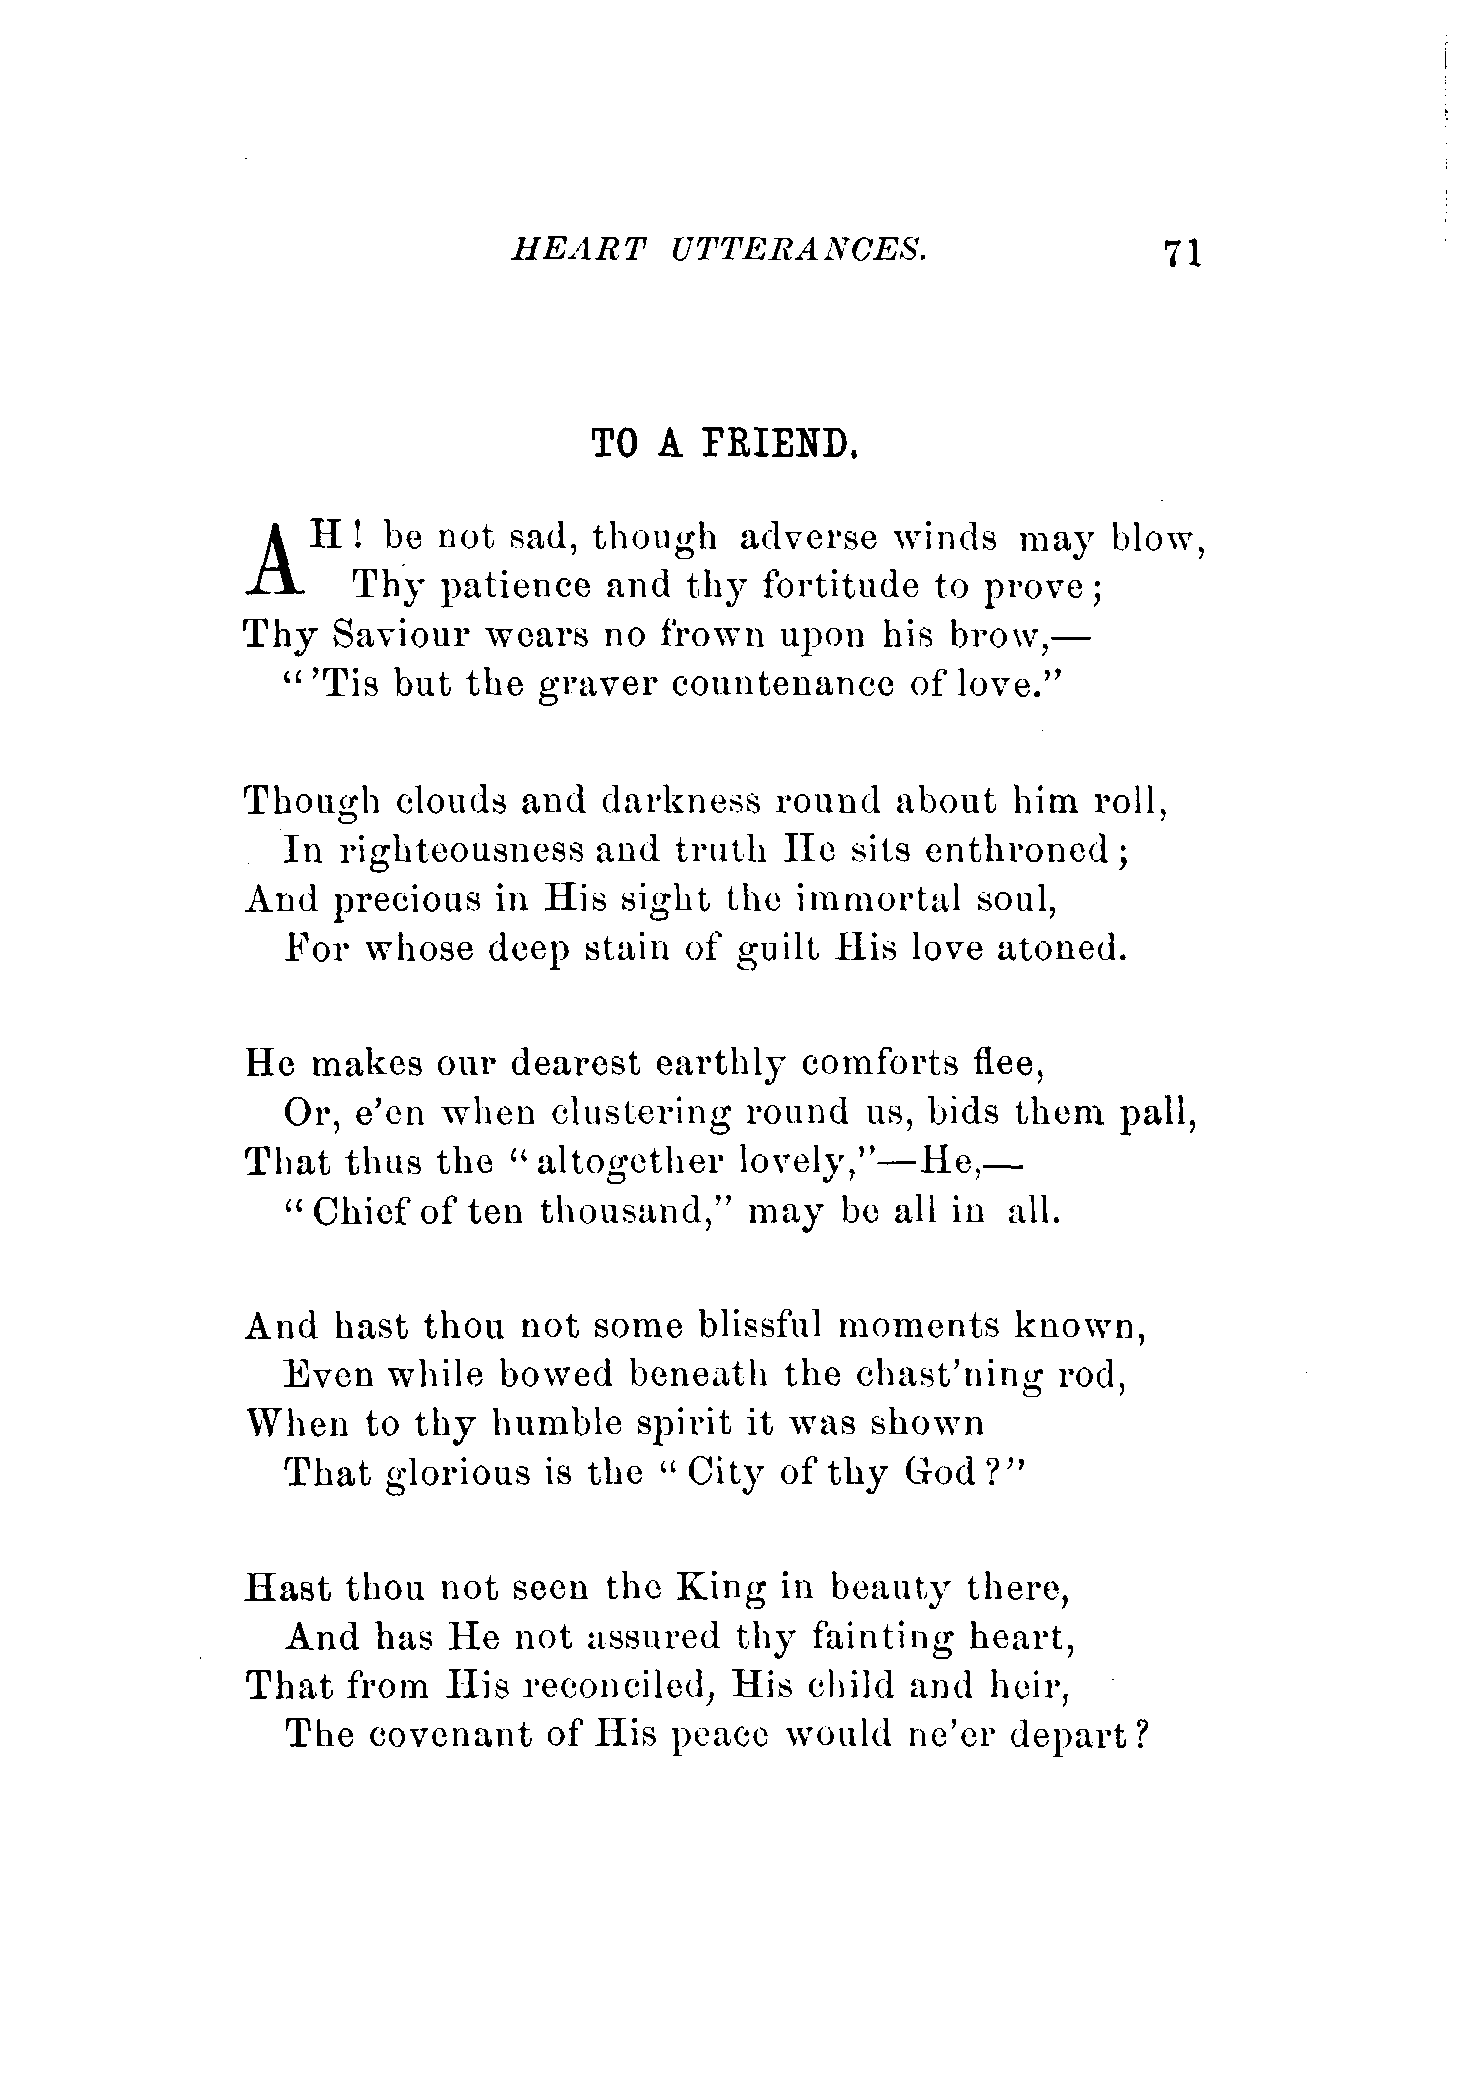 HEART UTTERANCES. 71
TO A FRIEND.
AH! be not sad, though adverse winds may blow,
Thy patience and thy fortitude to prove;
Thy Saviour wears no frown upon his brow,—
"'Tis but the graver countenance of love."
Though clouds and darkness round about him roll,
In righteousness and truth He sits enthroned;
And precious in His sight the immortal soul,
For whose deep stain of guilt His love atoned.
He makes our dearest earthly comforts flee,
Or, e'en when clustering round us, bids them pall,
That thus the "altogether lovely,"—He,—
"Chief of ten thousand," may be all in all.
And hast thou not some blissful moments known,
Even while bowed beneath the chast'ning rod,
When to thy humble spirit it was shown
That glorious is the "City of thy God?"
Hast thou not seen the King in beauty there,
And has He not assured thy fainting heart,
That from His reconciled, His child and heir,
The covenant of His peace would ne'er depart?